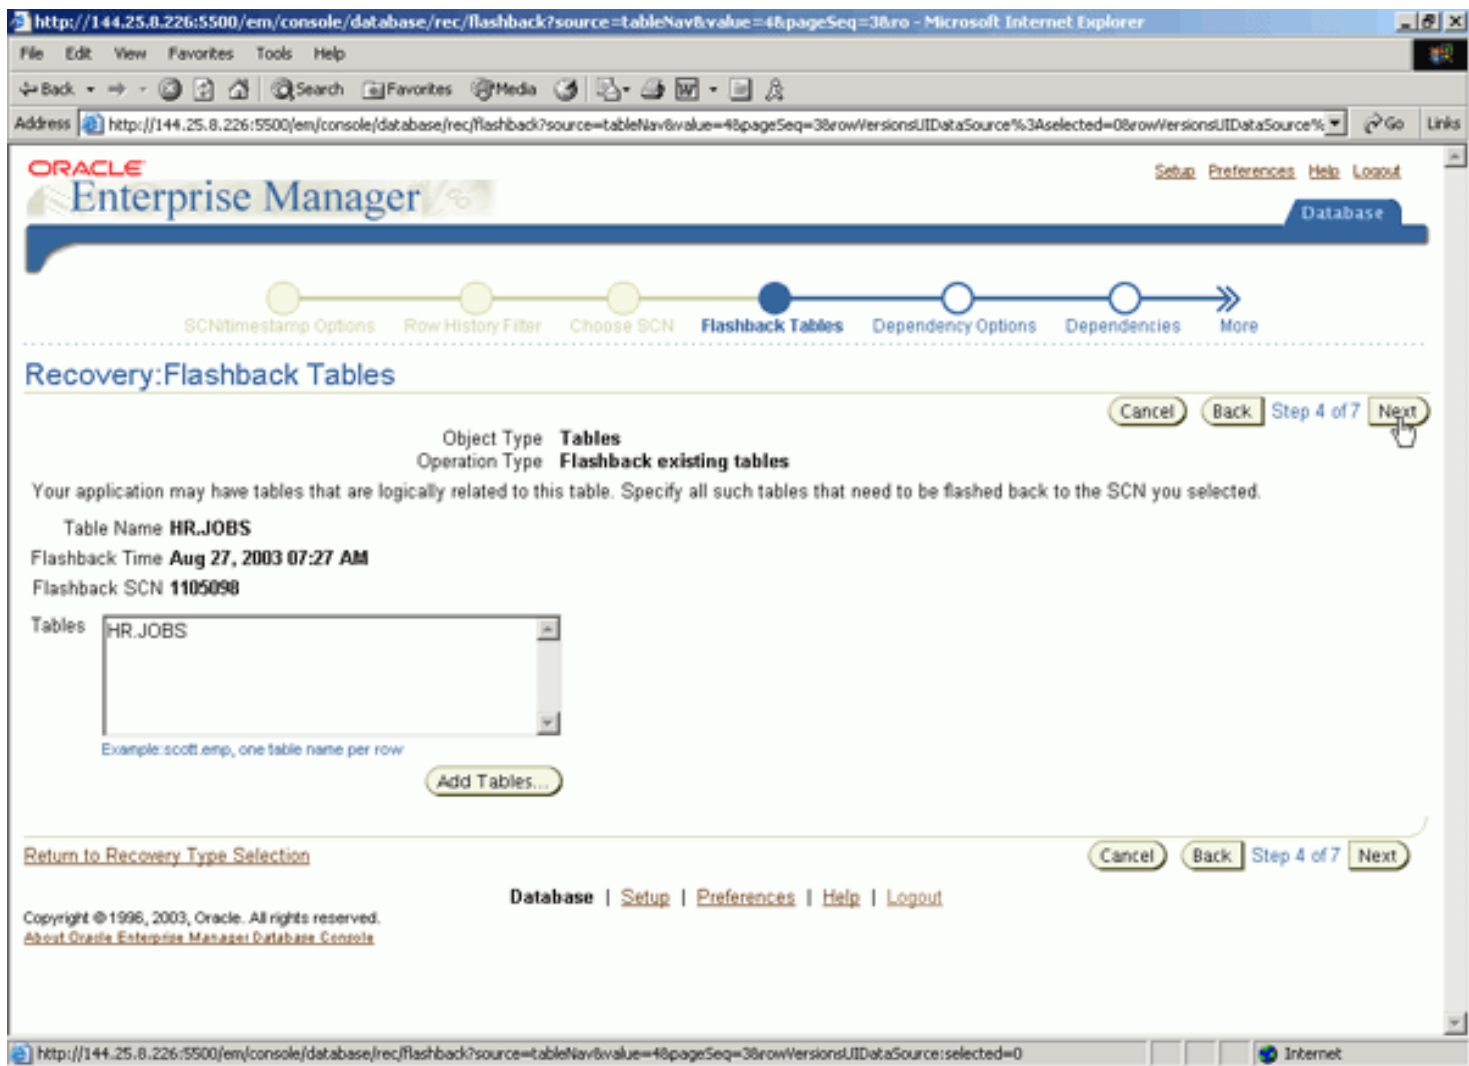 http://144.25.8.226:5500/em/console/database/rec/flashback?source=tableNav&value=4&pageSeq=3&ro - Microsoft Internet Explorer
File Edit View Favorites Tools Help
Back Search Favorites Media
Address http://144.25.8.226:5500/em/console/database/rec/flashback?source=tableNav&value=4&pageSeq=3&rowVersionsUIDataSource%3Aselected=0&rowVersionsUIDataSource% Go Links
ORACLE
Enterprise Manager
Setup Preferences Help Logout
Database
SCN/timestamp Options Row History Filter Choose SCN Flashback Tables Dependency Options Dependencies More
Recovery:Flashback Tables
Cancel Back Step 4 of 7 Next
Object Type Tables
Operation Type Flashback existing tables
Your application may have tables that are logically related to this table. Specify all such tables that need to be flashed back to the SCN you selected.
Table Name HR.JOBS
Flashback Time Aug 27, 2003 07:27 AM
Flashback SCN 1105098
Tables HR.JOBS
Example:scott.emp, one table name per row
Add Tables...
Return to Recovery Type Selection
Cancel Back Step 4 of 7 Next
Database | Setup | Preferences | Help | Logout
Copyright © 1996, 2003, Oracle. All rights reserved.
About Oracle Enterprise Manager Database Console
http://144.25.8.226:5500/em/console/database/rec/flashback?source=tableNav&value=4&pageSeq=3&rowVersionsUIDataSource:selected=0 Internet